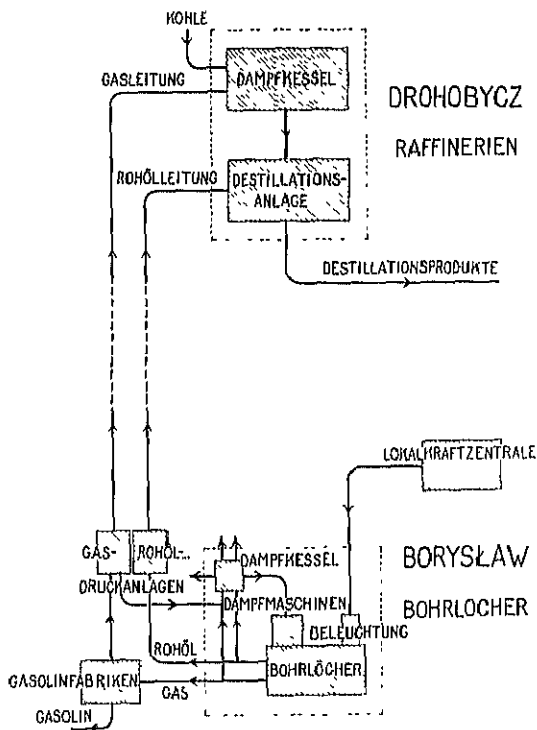 KOHLE
GASLEITUNG
DAMPFKESSEL
DROHOBYCZ
RAFFINERIEN
ROHÖLLEITUNG
DESTILLATIONS-
ANLAGE
DESTILLATIONSPRODUKTE
LOKALKRAFTZENTRALE
GAS-
ROHÖL-...
DRUCKANLAGEN
DAMPFKESSEL
BORYSŁAW
DAMPFMASCHINEN
BOHRLOCHER
BELEUCHTUNG
ROHÖL
BOHRLÖCHER
GASOLINFABRIKEN
GAS
GASOLIN